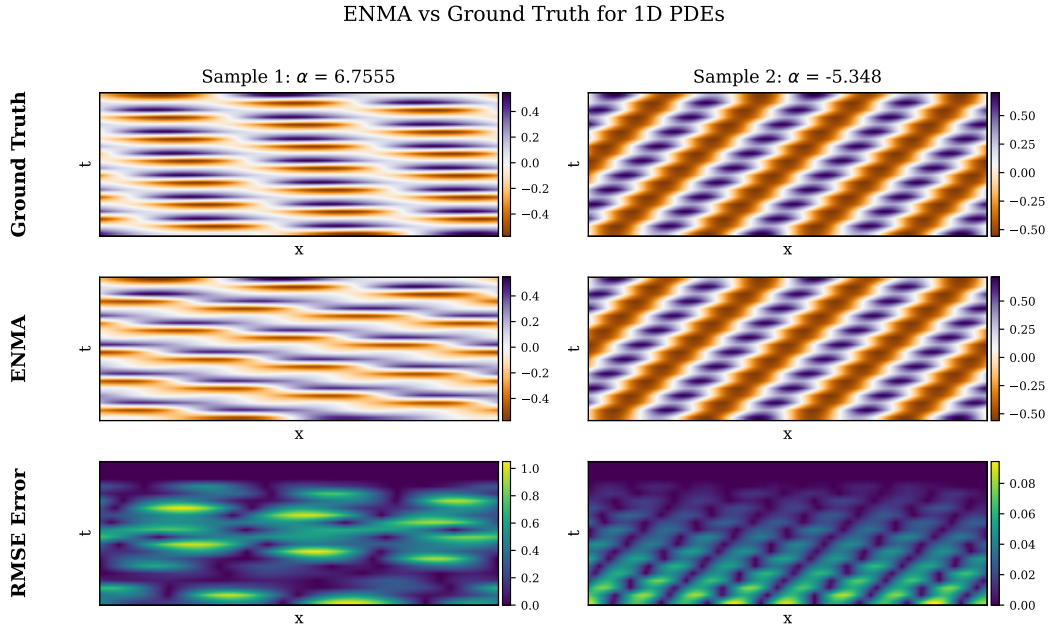 ENMA vs Ground Truth for 1D PDEs
Sample 1: α = 6.7555
Sample 2: α = -5.348
Ground Truth
t
0.4
0.2
0.0
−0.2
−0.4
x
t
0.50
0.25
0.00
−0.25
−0.50
x
ENMA
t
0.4
0.2
0.0
−0.2
−0.4
x
t
0.50
0.25
0.00
−0.25
−0.50
x
RMSE Error
t
1.0
0.8
0.6
0.4
0.2
0.0
x
t
0.08
0.06
0.04
0.02
0.00
x